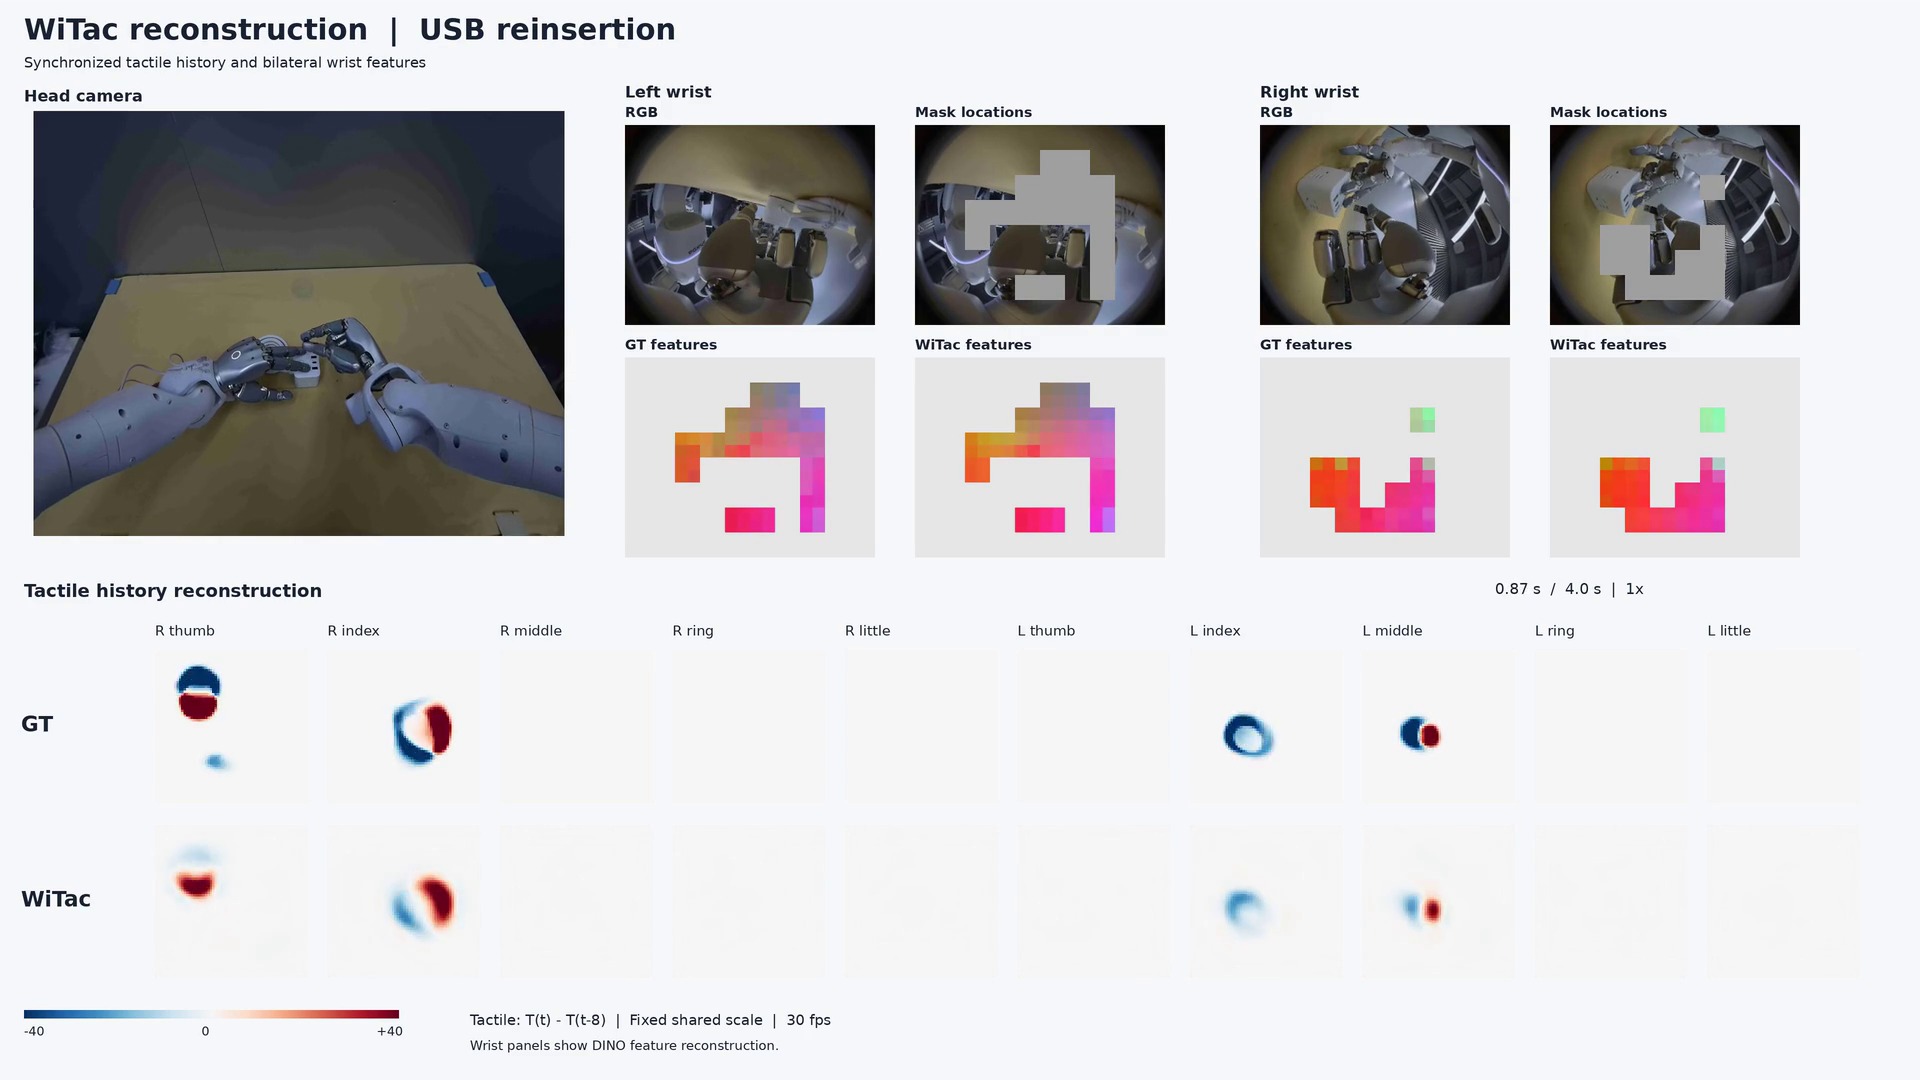 WiTac reconstruction | USB reinsertion
Synchronized tactile history and bilateral wrist features
Head camera
Left wrist
RGB
Mask locations
Right wrist
RGB
Mask locations
GT features
WiTac features
GT features
WiTac features
Tactile history reconstruction
0.87 s / 4.0 s | 1x
R thumb
R index
R middle
R ring
R little
L thumb
L index
L middle
L ring
L little
GT
WiTac
-40
0
+40
Tactile: T(t) - T(t-8) | Fixed shared scale | 30 fps
Wrist panels show DINO feature reconstruction.